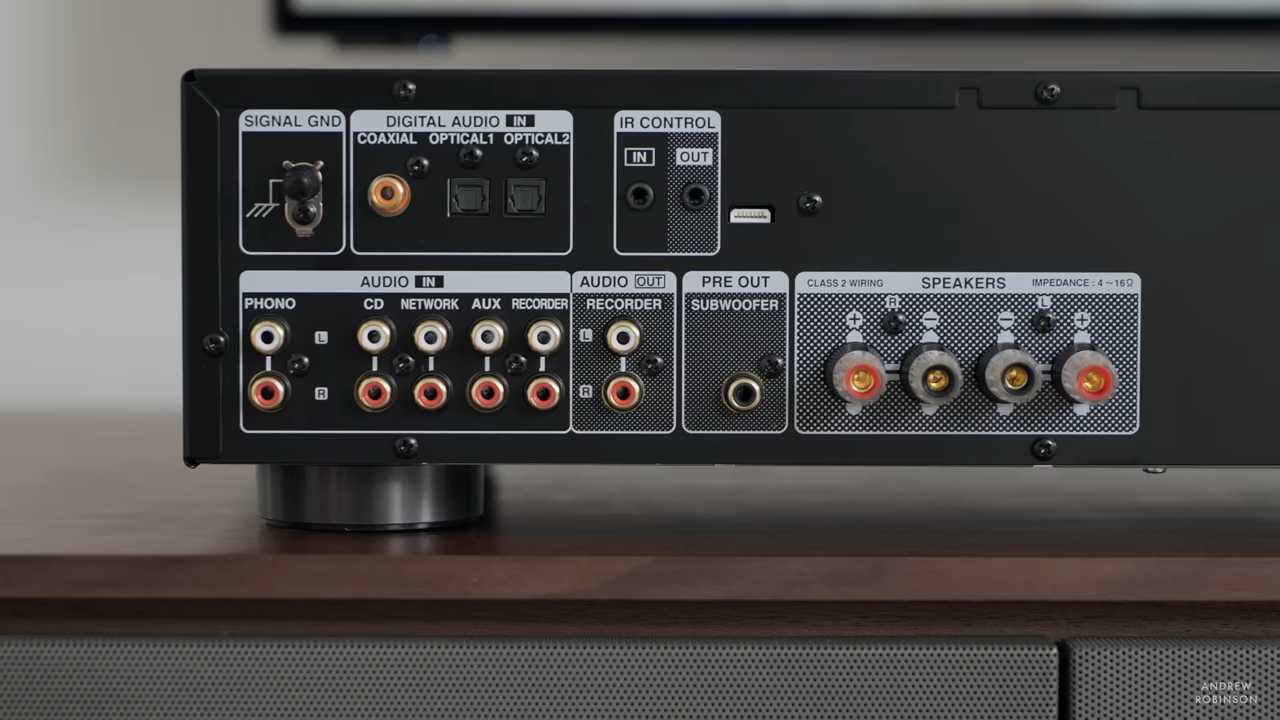 SIGNAL GND
DIGITAL AUDIO IN
COAXIAL OPTICAL1 OPTICAL2
IR CONTROL
IN OUT
AUDIO IN
PHONO CD NETWORK AUX RECORDER
L
R
AUDIO OUT
RECORDER
L
R
PRE OUT
SUBWOOFER
CLASS 2 WIRING SPEAKERS IMPEDANCE : 4～16Ω
R L
+ − − +
ANDREW
ROBINSON